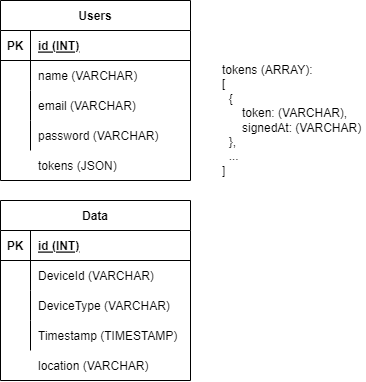 Users
PK id (INT)
name (VARCHAR)
email (VARCHAR)
password (VARCHAR)
tokens (JSON)
tokens (ARRAY):
[
{
token: (VARCHAR),
signedAt: (VARCHAR)
},
...
]
Data
PK id (INT)
DeviceId (VARCHAR)
DeviceType (VARCHAR)
Timestamp (TIMESTAMP)
location (VARCHAR)